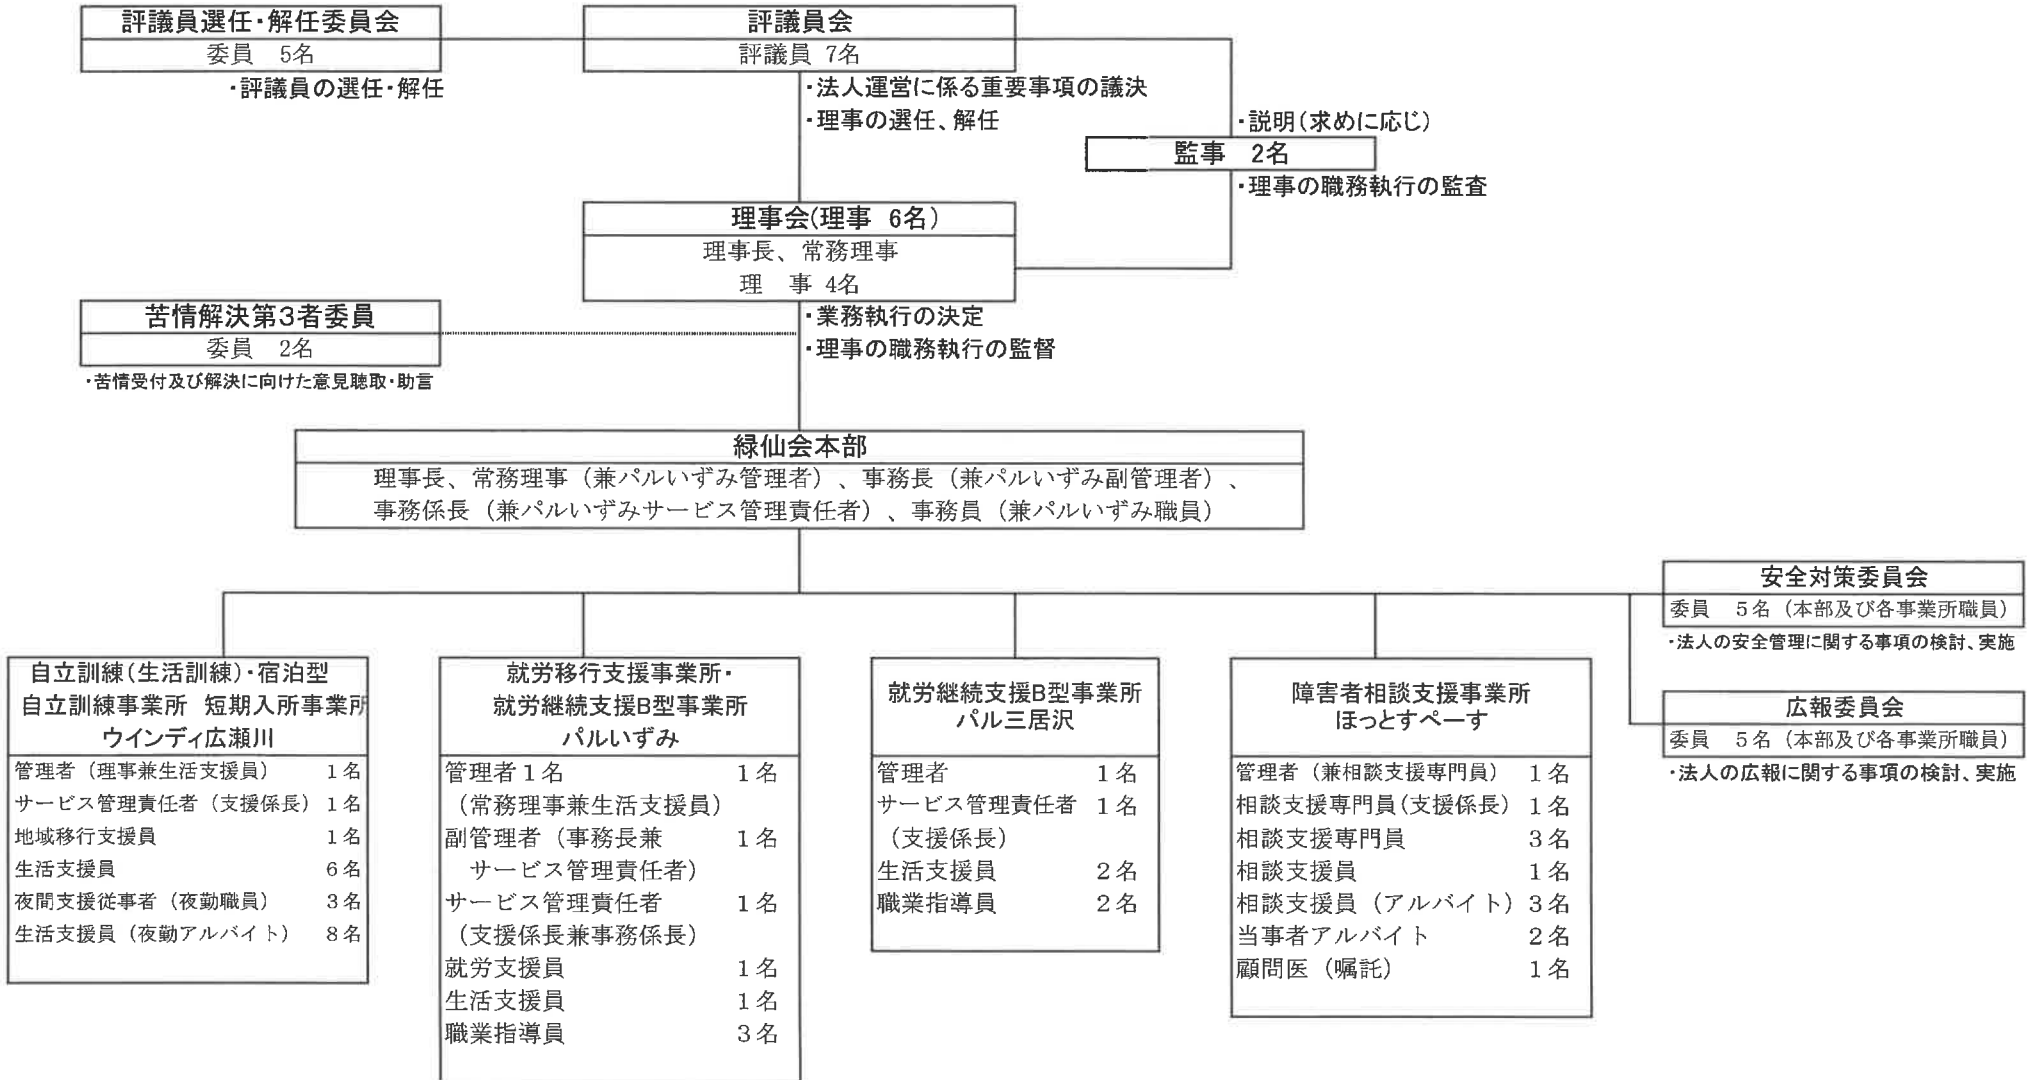 評議員選任・解任委員会
委員　5名
・評議員の選任・解任
評議員会
評議員 7名
・法人運営に係る重要事項の議決
・理事の選任、解任
・説明(求めに応じ)
監事　2名
・理事の職務執行の監査
理事会(理事　6名)
理事長、常務理事
理　事 4名
・業務執行の決定
・理事の職務執行の監督
苦情解決第3者委員
委員　2名
・苦情受付及び解決に向けた意見聴取・助言
緑仙会本部
理事長、常務理事（兼パルいずみ管理者）、事務長（兼パルいずみ副管理者）、
事務係長（兼パルいずみサービス管理責任者）、事務員（兼パルいずみ職員）
安全対策委員会
委員　5名（本部及び各事業所職員）
・法人の安全管理に関する事項の検討、実施
広報委員会
委員　5名（本部及び各事業所職員）
・法人の広報に関する事項の検討、実施
自立訓練(生活訓練)・宿泊型
自立訓練事業所　短期入所事業所
ウインディ広瀬川
管理者（理事兼生活支援員）　1名
サービス管理責任者（支援係長）　1名
地域移行支援員　1名
生活支援員　6名
夜間支援従事者（夜勤職員）　3名
生活支援員（夜勤アルバイト）　8名
就労移行支援事業所・
就労継続支援B型事業所
パルいずみ
管理者１名　1名
（常務理事兼生活支援員）
副管理者（事務長兼　1名
サービス管理責任者）
サービス管理責任者　1名
（支援係長兼事務係長）
就労支援員　1名
生活支援員　1名
職業指導員　3名
就労継続支援B型事業所
パル三居沢
管理者　1名
サービス管理責任者　1名
（支援係長）
生活支援員　2名
職業指導員　2名
障害者相談支援事業所
ほっとすぺーす
管理者（兼相談支援専門員）　1名
相談支援専門員（支援係長）　1名
相談支援専門員　3名
相談支援員　1名
相談支援員（アルバイト）　3名
当事者アルバイト　2名
顧問医（嘱託）　1名